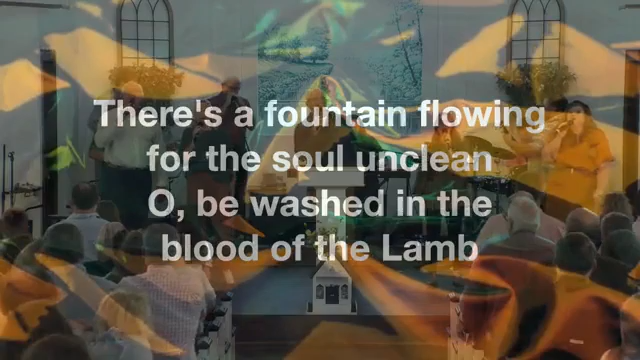 There's a fountain flowing
for the soul unclean
O, be washed in the
blood of the Lamb